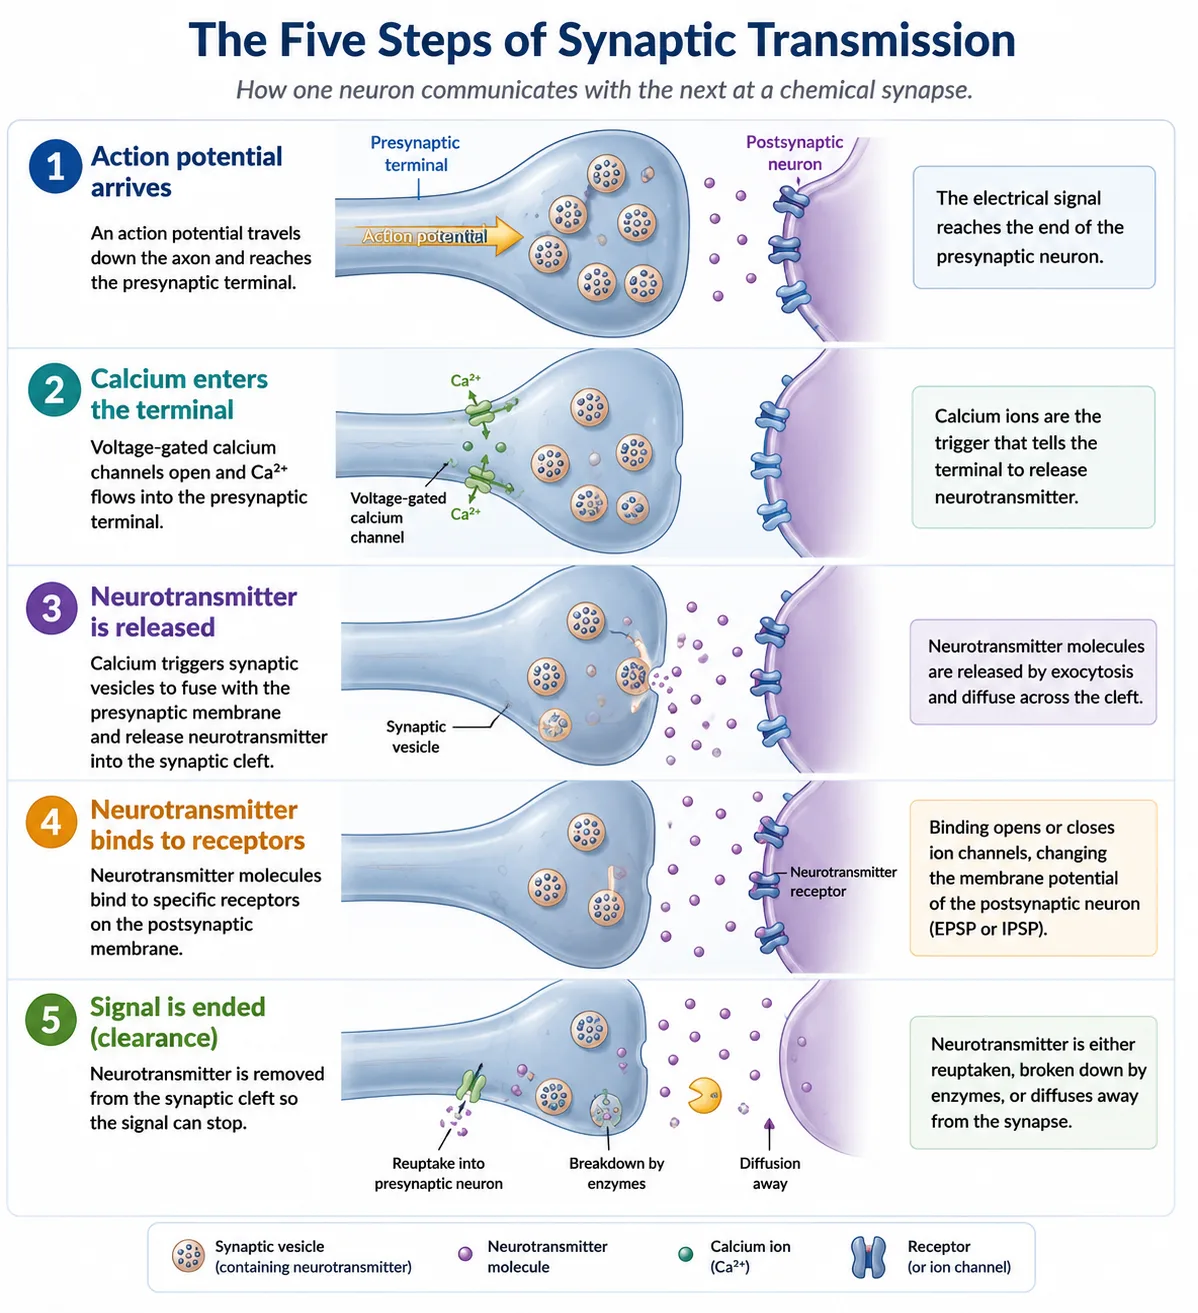 The Five Steps of Synaptic Transmission
How one neuron communicates with the next at a chemical synapse.
1
Action potential
arrives
An action potential travels
down the axon and reaches
the presynaptic terminal.
Presynaptic
terminal
Action potential
Postsynaptic
neuron
The electrical signal
reaches the end of the
presynaptic neuron.
2
Calcium enters
the terminal
Voltage-gated calcium
channels open and Ca²⁺
flows into the presynaptic
terminal.
Ca²⁺
Voltage-gated
calcium
channel
Ca²⁺
Calcium ions are the
trigger that tells the
terminal to release
neurotransmitter.
3
Neurotransmitter
is released
Calcium triggers synaptic
vesicles to fuse with the
presynaptic membrane
and release neurotransmitter
into the synaptic cleft.
Synaptic
vesicle
Neurotransmitter molecules
are released by exocytosis
and diffuse across the cleft.
4
Neurotransmitter
binds to receptors
Neurotransmitter molecules
bind to specific receptors
on the postsynaptic
membrane.
Neurotransmitter
receptor
Binding opens or closes
ion channels, changing
the membrane potential
of the postsynaptic neuron
(EPSP or IPSP).
5
Signal is ended
(clearance)
Neurotransmitter is removed
from the synaptic cleft so
the signal can stop.
Reuptake into
presynaptic neuron
Breakdown by
enzymes
Diffusion
away
Neurotransmitter is either
reuptaken, broken down by
enzymes, or diffuses away
from the synapse.
Synaptic vesicle
(containing neurotransmitter)
Neurotransmitter
molecule
Calcium ion
(Ca²⁺)
Receptor
(or ion channel)